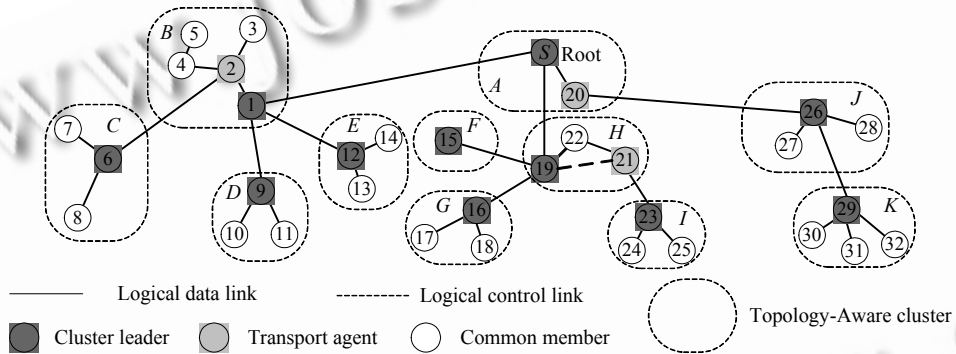 www.jos
B 5 3
4 2
S Root
A 20
1
26 J
27 28
7 C
6
8
E 14
12
13
15 F
22 H
19 21
D 9
10 11
G 16
17 18
23 I
24 25
29 K
30 31 32
Logical data link Logical control link
Topology-Aware cluster
Cluster leader Transport agent Common member